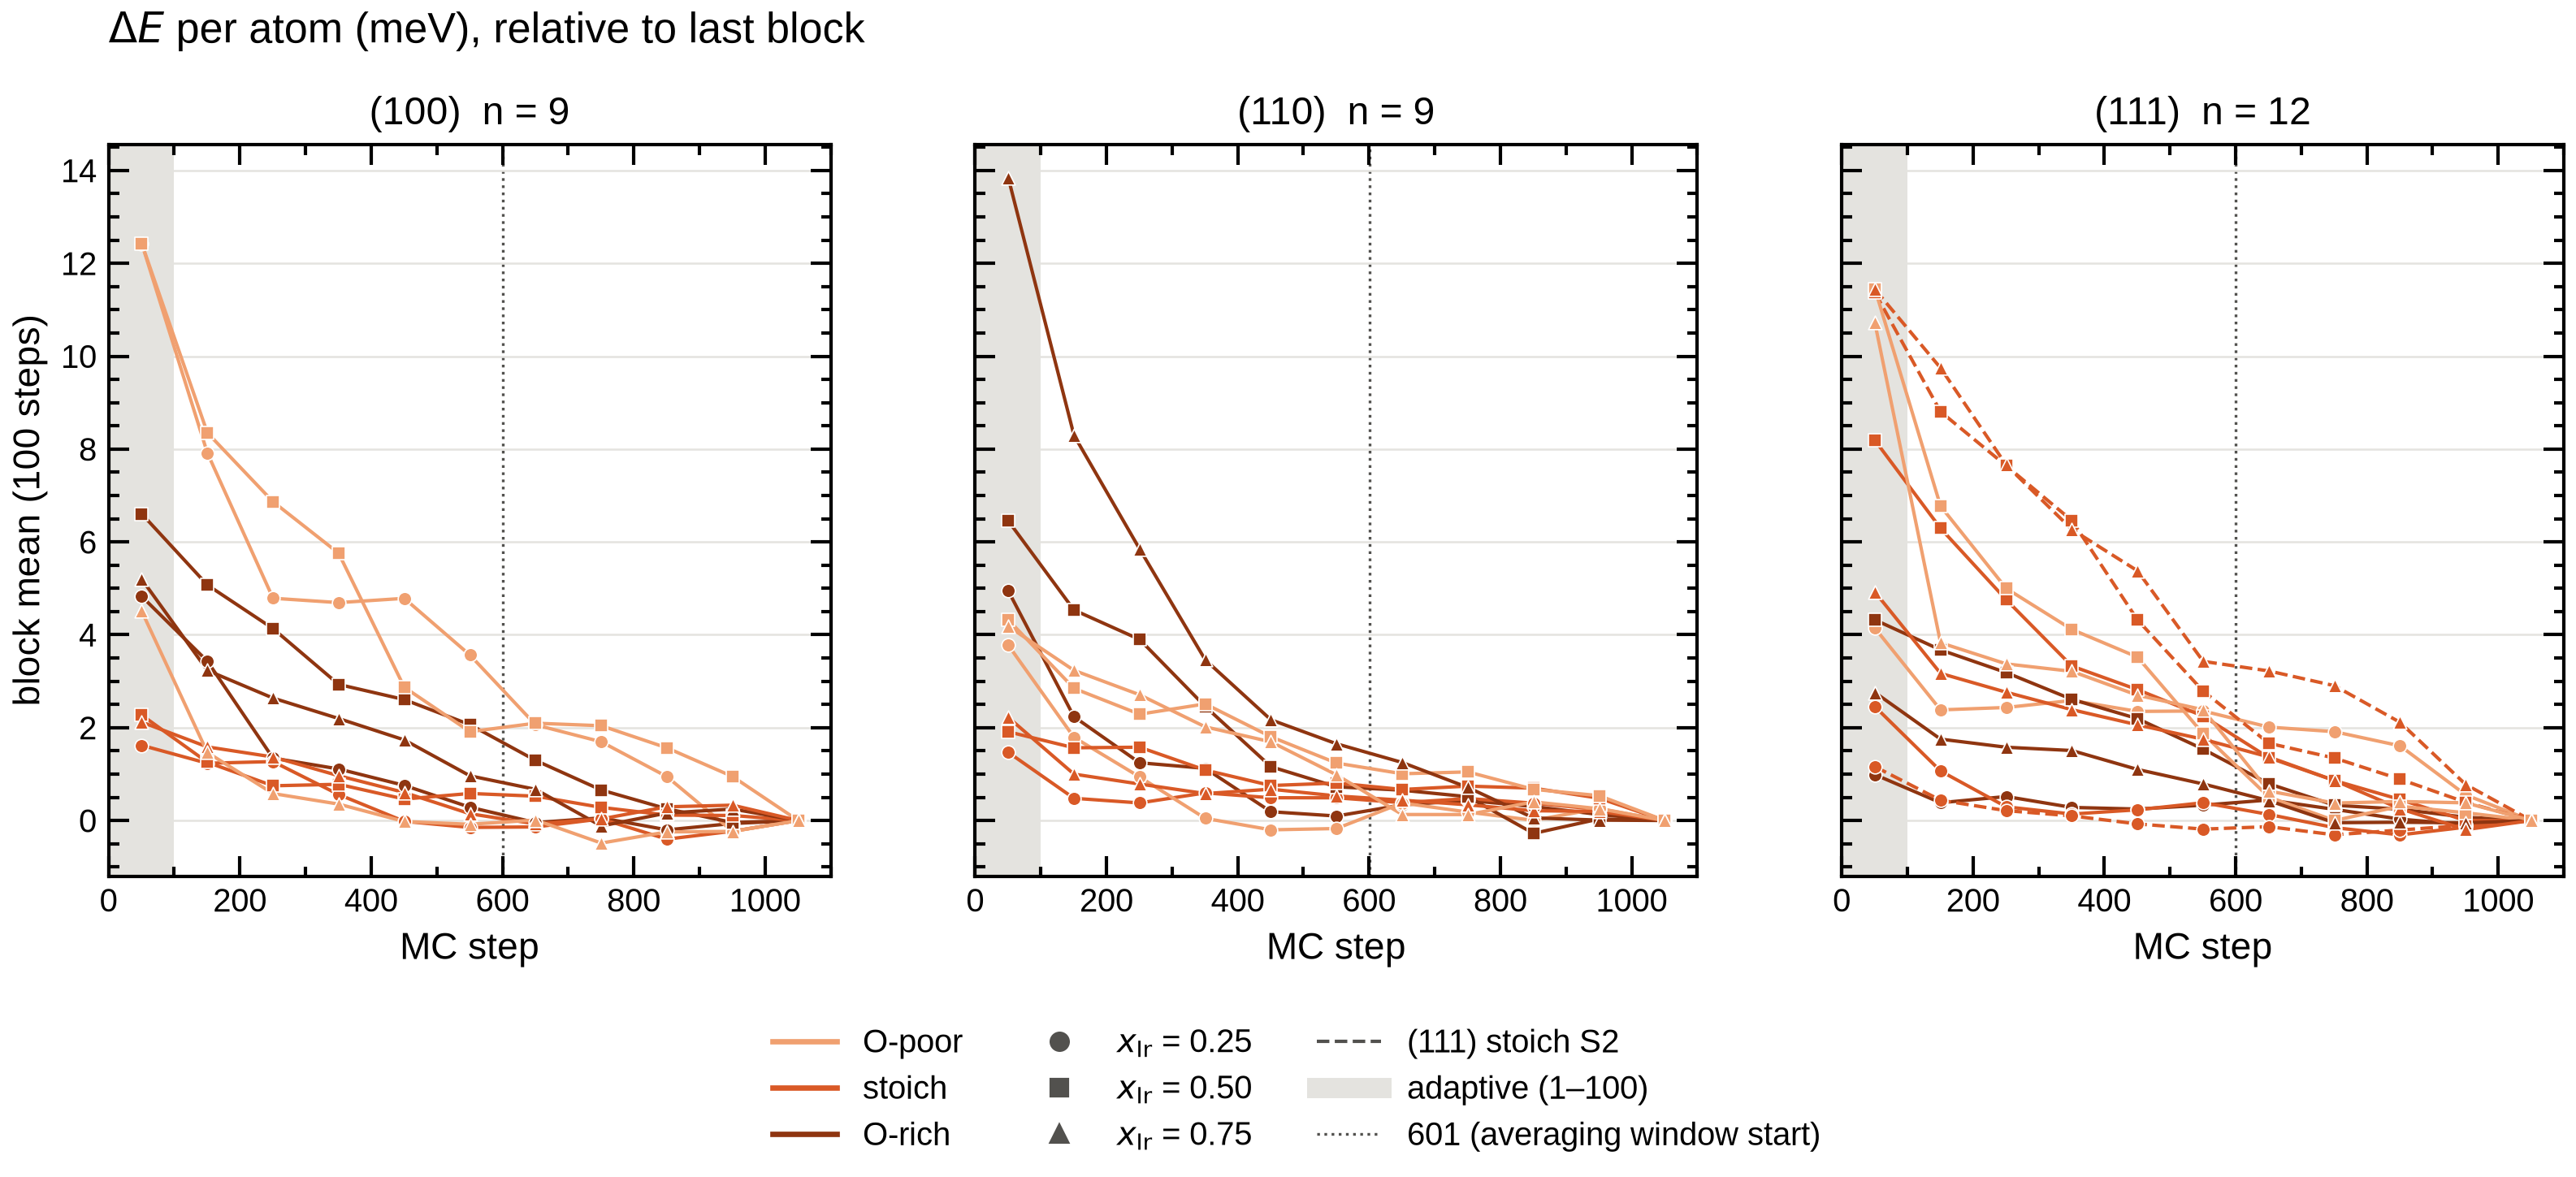 ΔE per atom (meV), relative to last block
(100) n = 9
(110) n = 9
(111) n = 12
block mean (100 steps)
14
12
10
8
6
4
2
0
0 200 400 600 800 1000
0 200 400 600 800 1000
0 200 400 600 800 1000
MC step
MC step
MC step
O-poor
stoich
O-rich
xIr = 0.25
xIr = 0.50
xIr = 0.75
(111) stoich S2
adaptive (1–100)
601 (averaging window start)